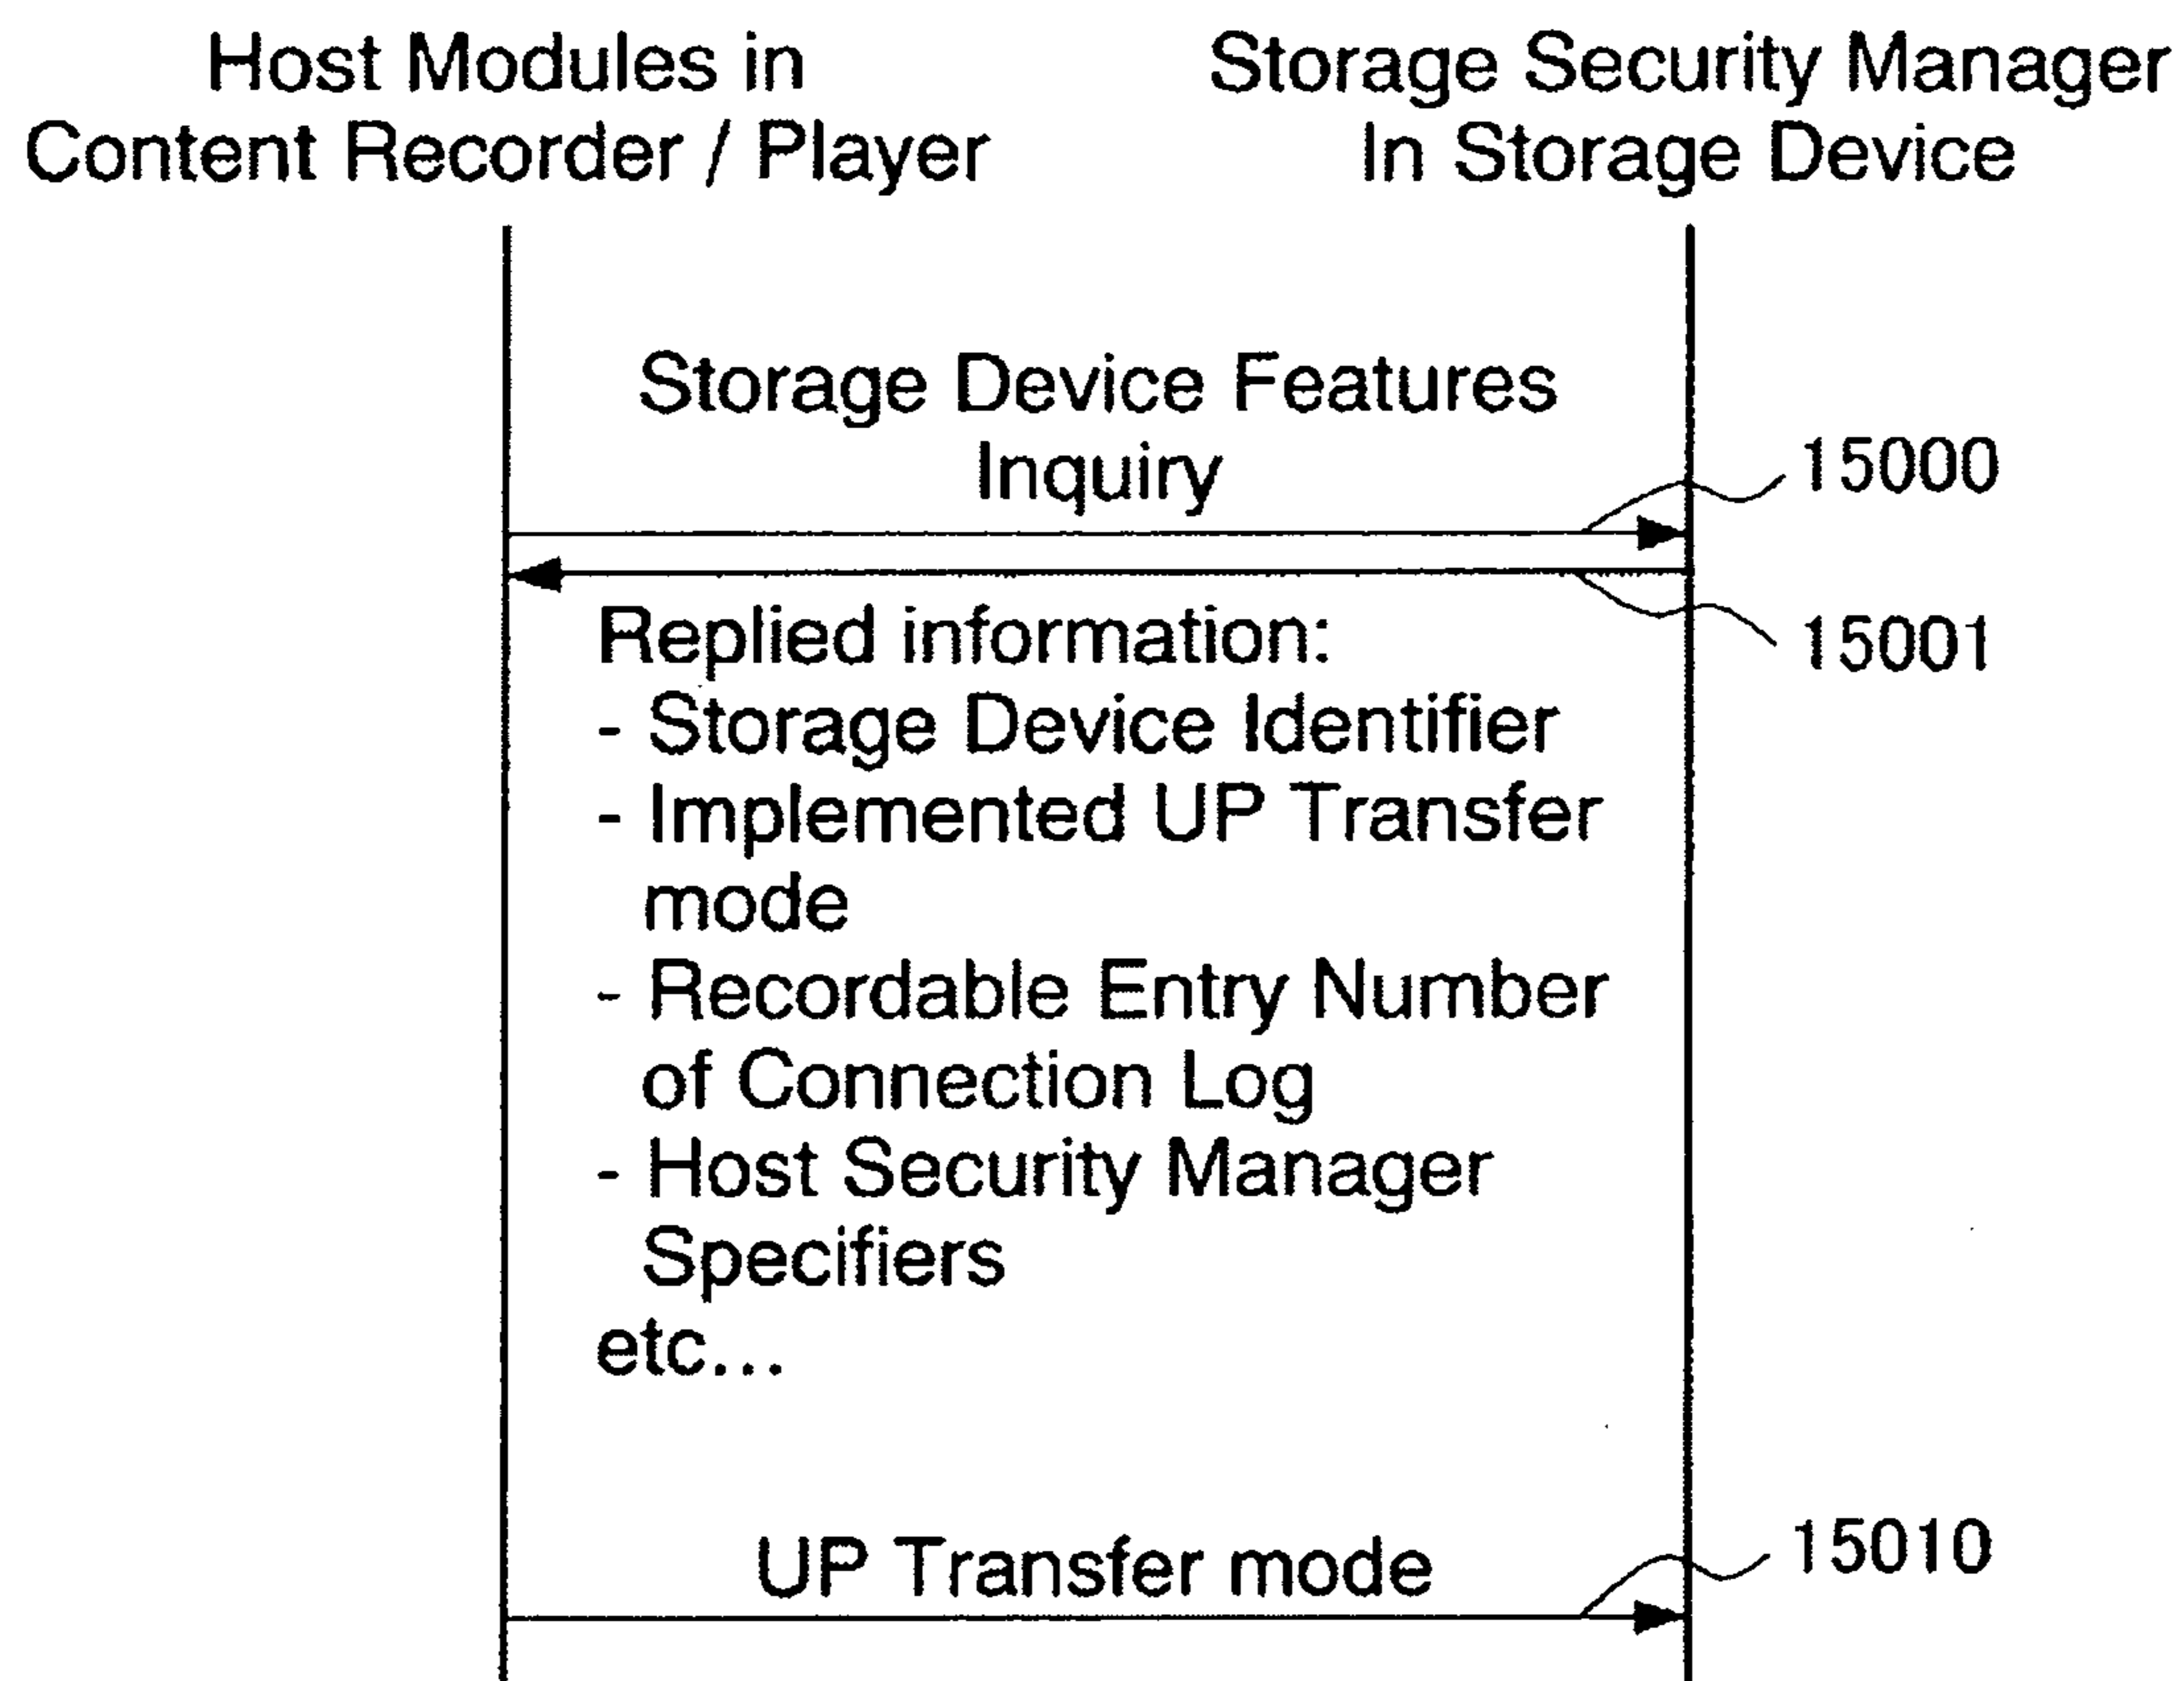 Host Modules in
Content Recorder / Player
Storage Security Manager
In Storage Device
Storage Device Features
Inquiry
15000
15001
Replied information:
- Storage Device Identifier
- Implemented UP Transfer
mode
- Recordable Entry Number
of Connection Log
- Host Security Manager
Specifiers
etc...
UP Transfer mode
15010